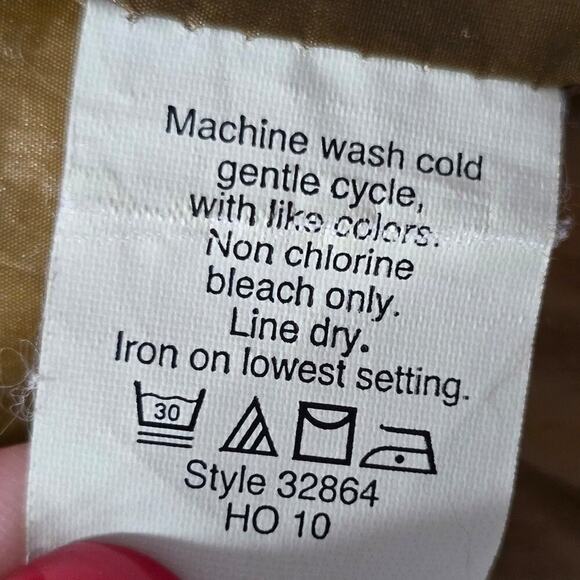 Machine wash cold
gentle cycle,
with like colors.
Non chlorine
bleach only.
Line dry.
Iron on lowest setting.
30
Style 32864
HO 10